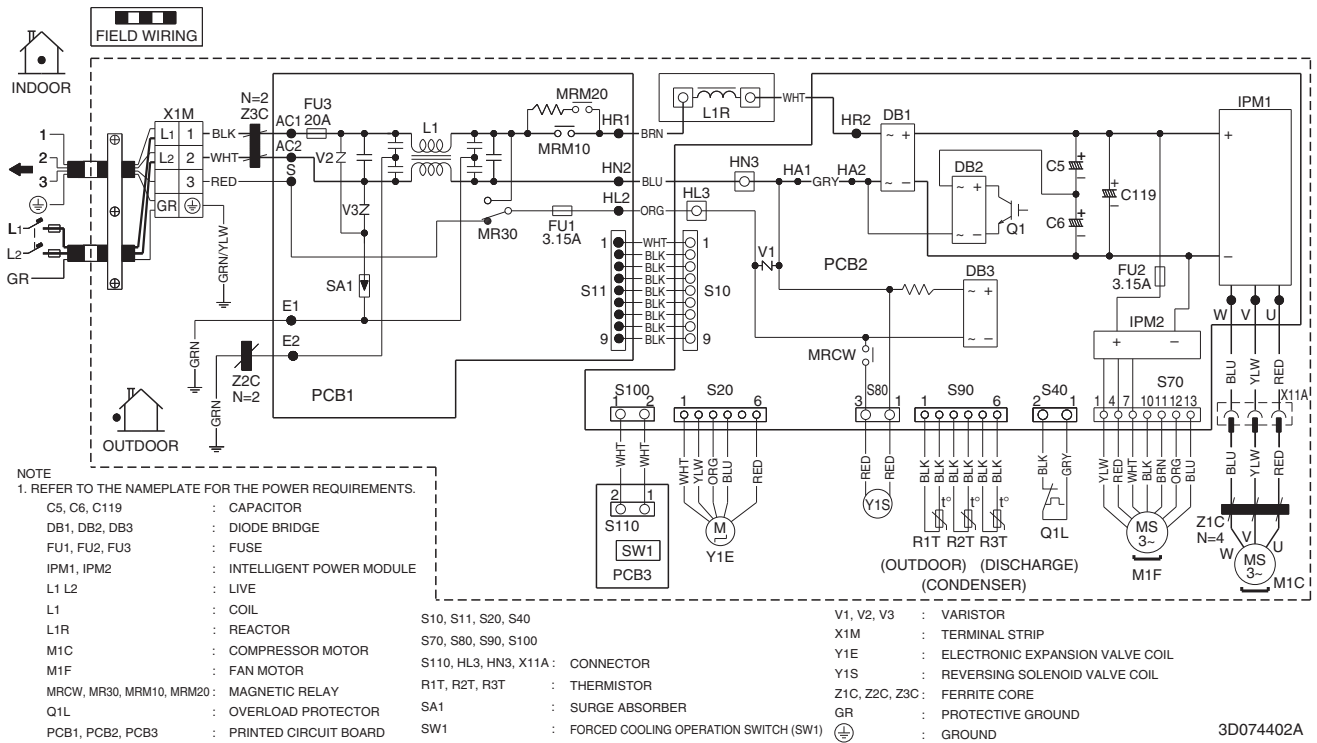 FIELD WIRING
INDOOR
OUTDOOR
1
2
3
L1
L2
GR
X1M
L1 1
L2 2
3
GR
BLK
WHT
RED
GRN/YLW
N=2
Z3C
AC1
AC2
S
FU3
20A
V2
V3
SA1
L1
MRM20
MRM10
MR30
FU1
3.15A
E1
E2
GRN
GRN
Z2C
N=2
PCB1
HR1
HN2
HL2
BRN
BLU
ORG
L1R
WHT
HR2
HN3
HL3
HA1
GRY
HA2
DB1
~ +
~ −
DB2
~ +
~ −
Q1
C5
C6
C119
+
+
+
−
−
−
IPM1
+
−
W V U
FU2
3.15A
IPM2
+ −
V1
PCB2
DB3
~ +
~ −
MRCW
1
9
S11
WHT
BLK
BLK
BLK
BLK
BLK
BLK
BLK
BLK
1
9
S10
S100
1 2
WHT
WHT
2 1
S110
SW1
PCB3
S20
1 6
WHT
YLW
ORG
BLU
RED
M
Y1E
S80
3 1
RED
RED
Y1S
S90
1 6
BLK
BLK
BLK
BLK
BLK
BLK
t°
t°
t°
R1T R2T R3T
(OUTDOOR) (DISCHARGE)
(CONDENSER)
S40
2 1
BLK
GRY
Q1L
S70
1 4 7 10 11 12 13
YLW
RED
WHT
BLK
BRN
ORG
BLU
MS
3~
M1F
BLU
YLW
RED
X11A
BLU
YLW
RED
Z1C
N=4
W V U
MS
3~
M1C
NOTE
1. REFER TO THE NAMEPLATE FOR THE POWER REQUIREMENTS.
C5, C6, C119 : CAPACITOR
DB1, DB2, DB3 : DIODE BRIDGE
FU1, FU2, FU3 : FUSE
IPM1, IPM2 : INTELLIGENT POWER MODULE
L1 L2 : LIVE
L1 : COIL
L1R : REACTOR
M1C : COMPRESSOR MOTOR
M1F : FAN MOTOR
MRCW, MR30, MRM10, MRM20 : MAGNETIC RELAY
Q1L : OVERLOAD PROTECTOR
PCB1, PCB2, PCB3 : PRINTED CIRCUIT BOARD
S10, S11, S20, S40
S70, S80, S90, S100
S110, HL3, HN3, X11A : CONNECTOR
R1T, R2T, R3T : THERMISTOR
SA1 : SURGE ABSORBER
SW1 : FORCED COOLING OPERATION SWITCH (SW1)
V1, V2, V3 : VARISTOR
X1M : TERMINAL STRIP
Y1E : ELECTRONIC EXPANSION VALVE COIL
Y1S : REVERSING SOLENOID VALVE COIL
Z1C, Z2C, Z3C : FERRITE CORE
GR : PROTECTIVE GROUND
: GROUND
3D074402A